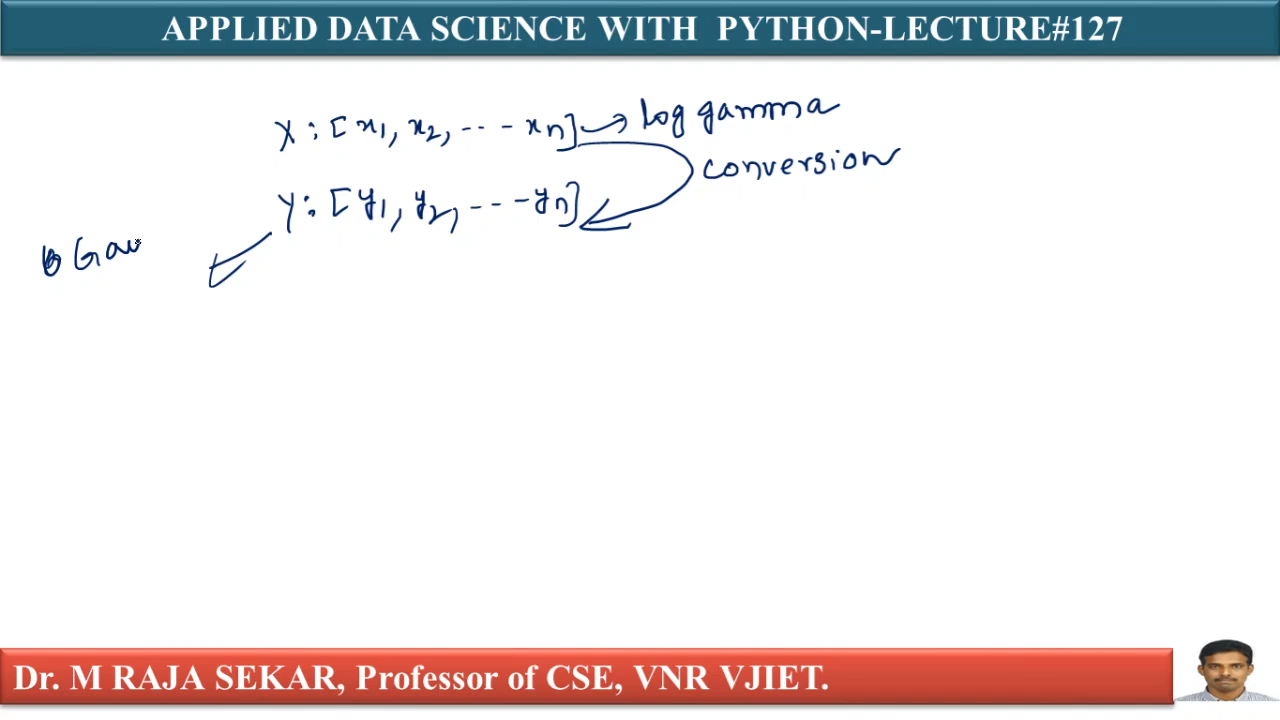 APPLIED DATA SCIENCE WITH PYTHON-LECTURE#127
X : [x1, x2, ---- xn] → log gamma
conversion
Y : [y1, y2, ---- yn]
Gau
Dr. M RAJA SEKAR, Professor of CSE, VNR VJIET.